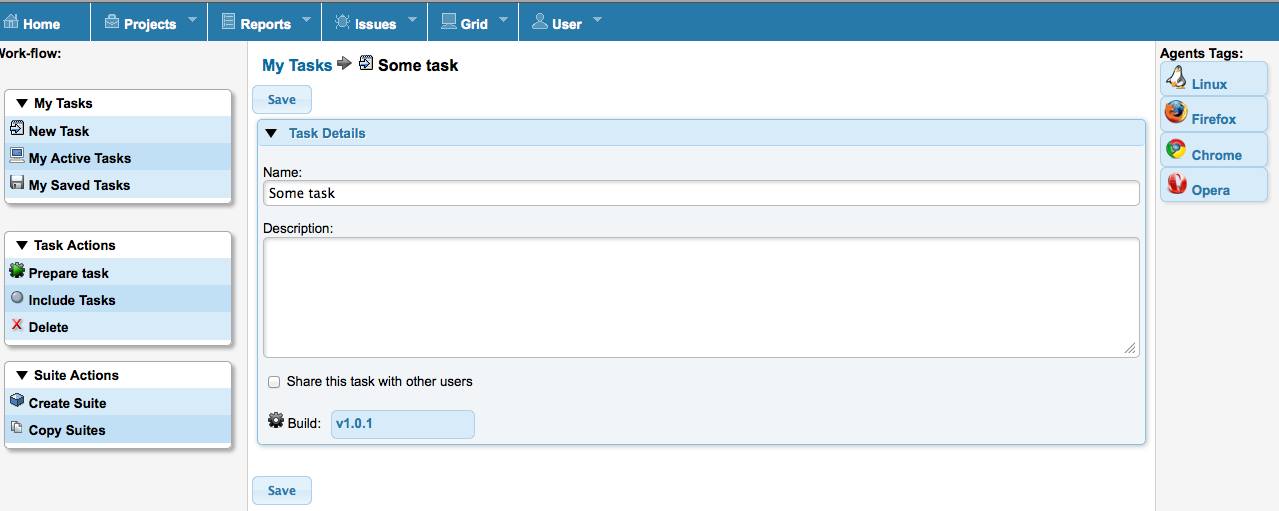 Home Projects Reports Issues Grid User
Work-flow:
My Tasks
New Task
My Active Tasks
My Saved Tasks
Task Actions
Prepare task
Include Tasks
Delete
Suite Actions
Create Suite
Copy Suites
My Tasks Some task
Save
Task Details
Name:
Some task
Description:
Share this task with other users
Build: v1.0.1
Save
Agents Tags:
Linux
Firefox
Chrome
Opera